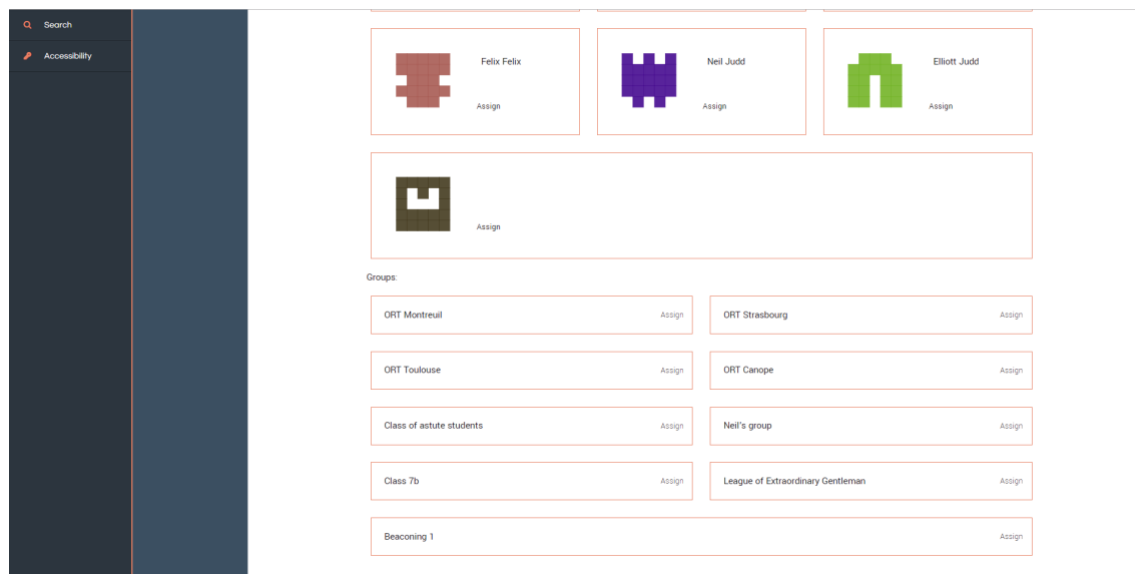 Search
Accessibility
Felix Felix
Assign
Neil Judd
Assign
Elliott Judd
Assign
Assign
Groups:
ORT Montreuil Assign
ORT Strasbourg Assign
ORT Toulouse Assign
ORT Canope Assign
Class of astute students Assign
Neil's group Assign
Class 7b Assign
League of Extraordinary Gentleman Assign
Beaconing 1 Assign